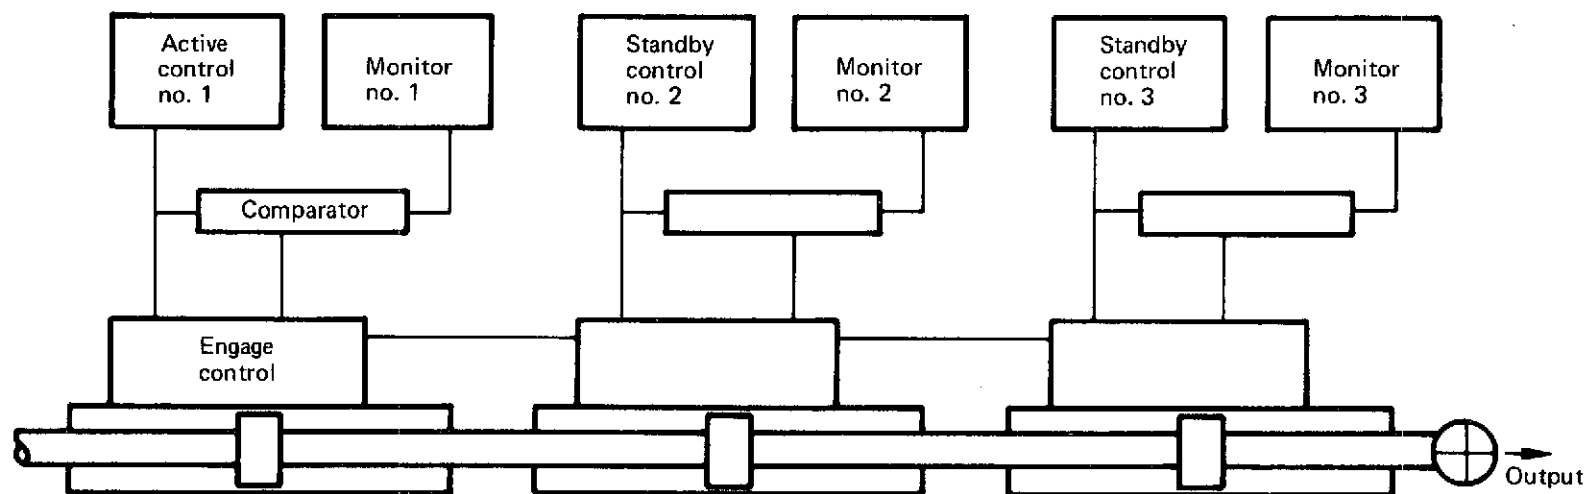 Active
control
no. 1
Monitor
no. 1
Standby
control
no. 2
Monitor
no. 2
Standby
control
no. 3
Monitor
no. 3
Comparator
Engage
control
Output